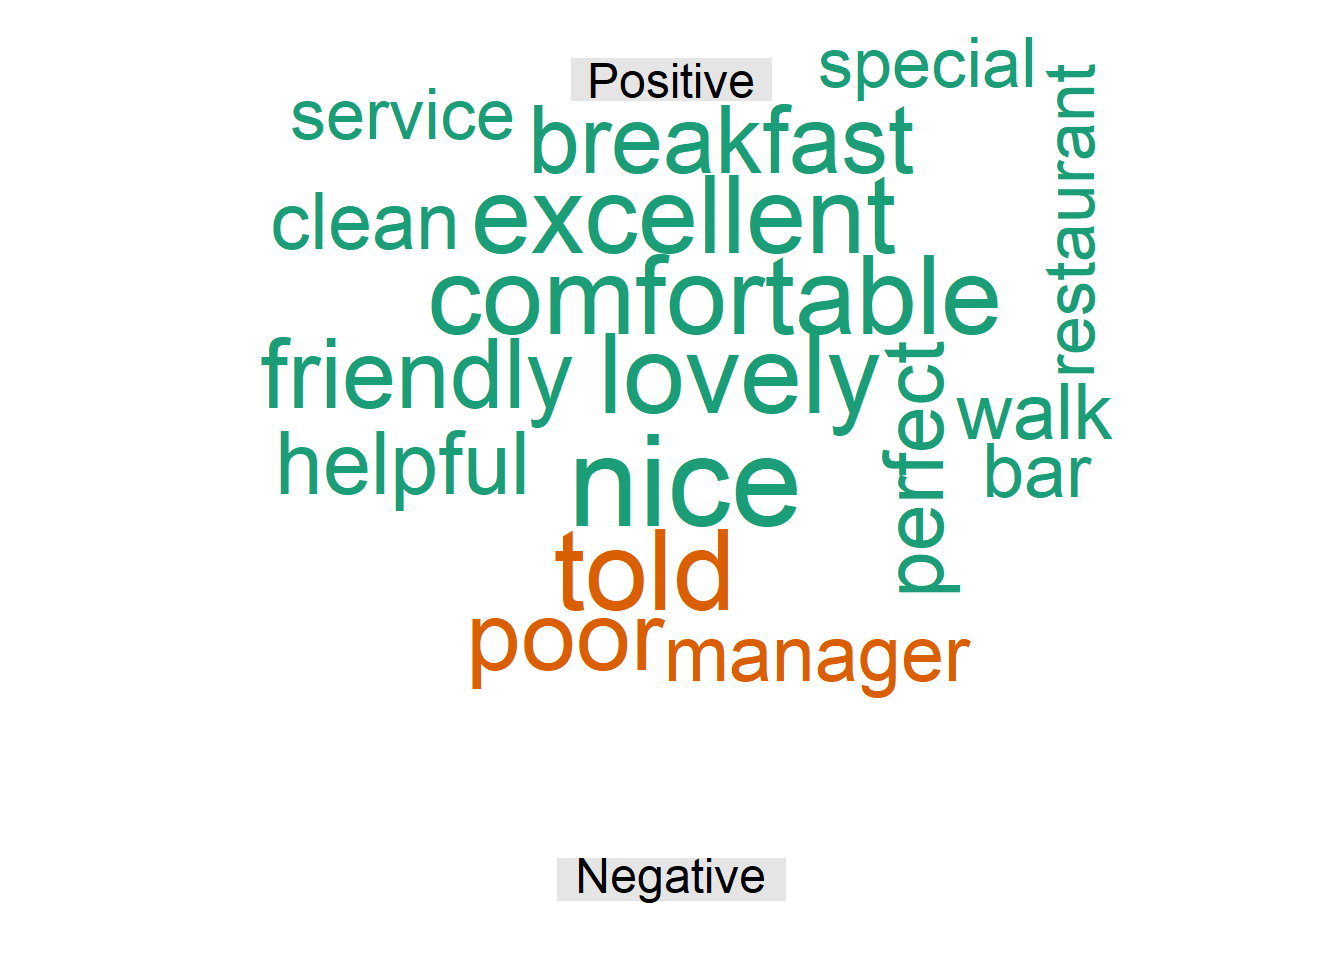 special
Positive
service
breakfast
restaurant
clean
excellent
comfortable
friendly
lovely
perfect
walk
helpful
nice
bar
told
poor
manager
Negative